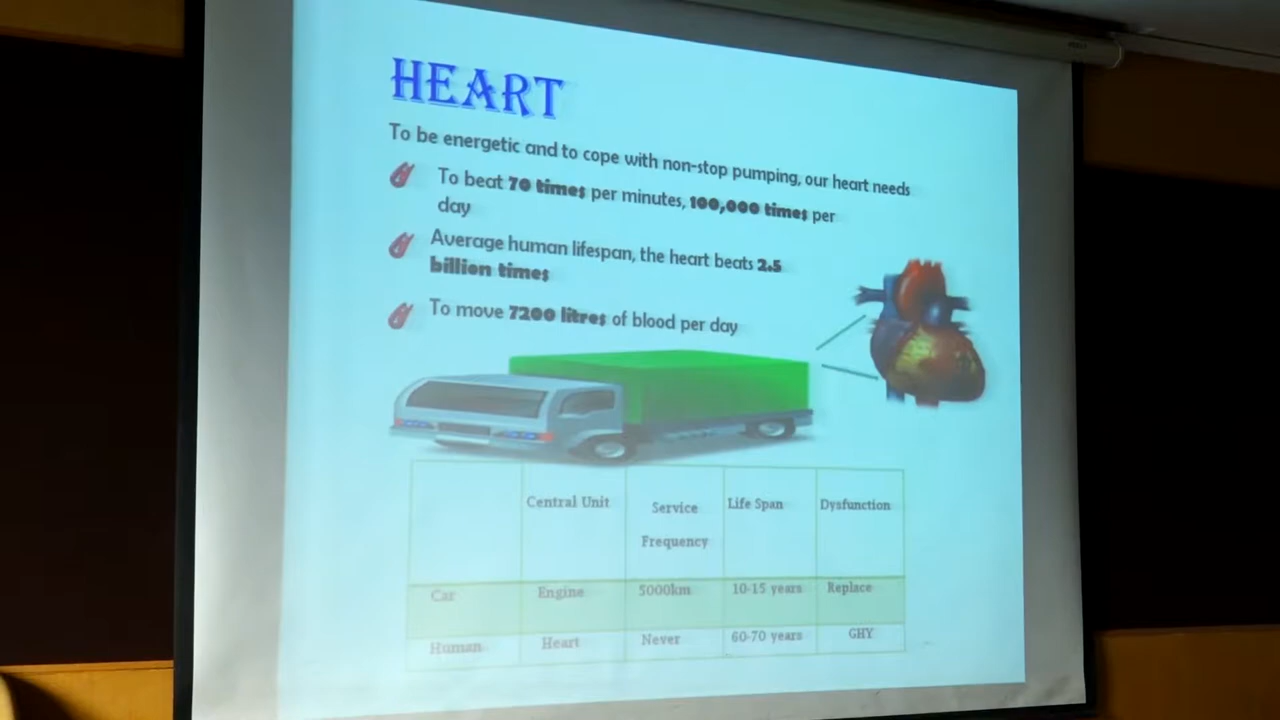 HEART
To be energetic and to cope with non-stop pumping, our heart needs
To beat 70 times per minutes, 100,000 times per
day
Average human lifespan, the heart beats 2.5
billion times
To move 7200 litres of blood per day
Central Unit Service Frequency Life Span Dysfunction
Car Engine 5000km 10-15 years Replace
Human Heart Never 60-70 years GHY